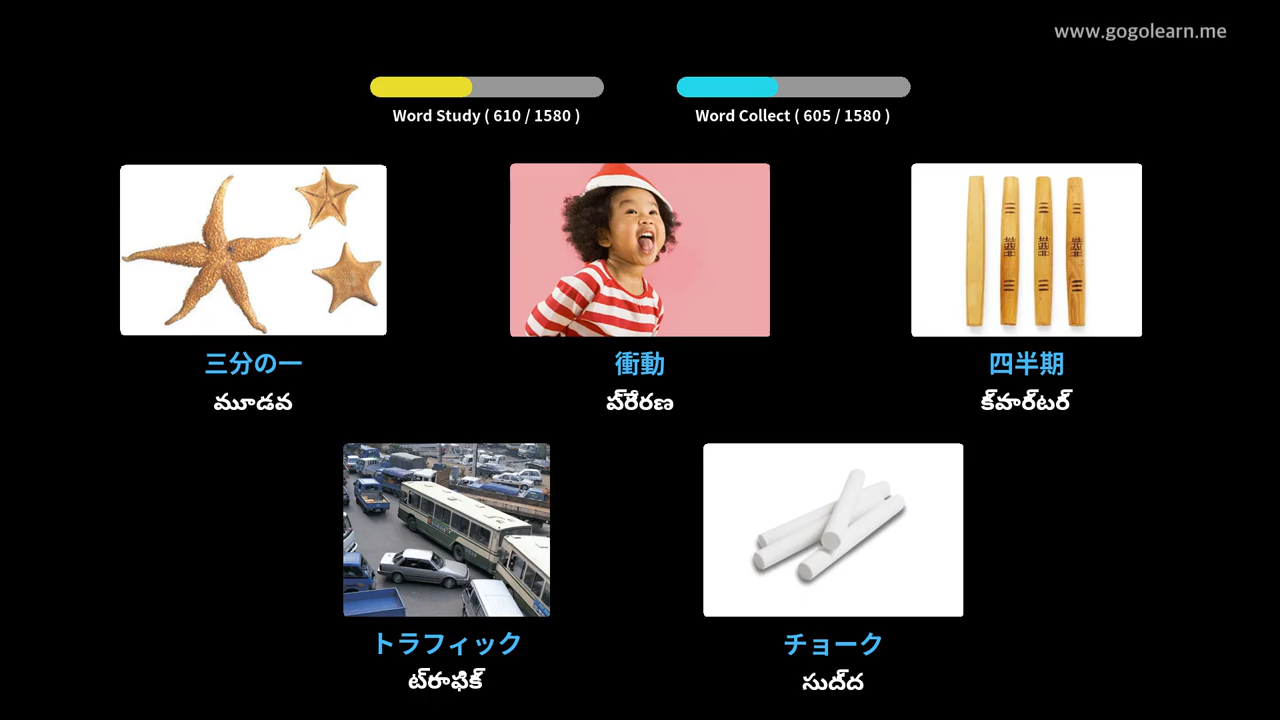 www.gogolearn.me
Word Study ( 610 / 1580 )
Word Collect ( 605 / 1580 )
三分の一
衝動
四半期
మూడవ
ప్‌రేరణ
క్‌వార్‌టర్
トラフィック
チョーク
ట్‌రాఫిక్
సుద్‌ద